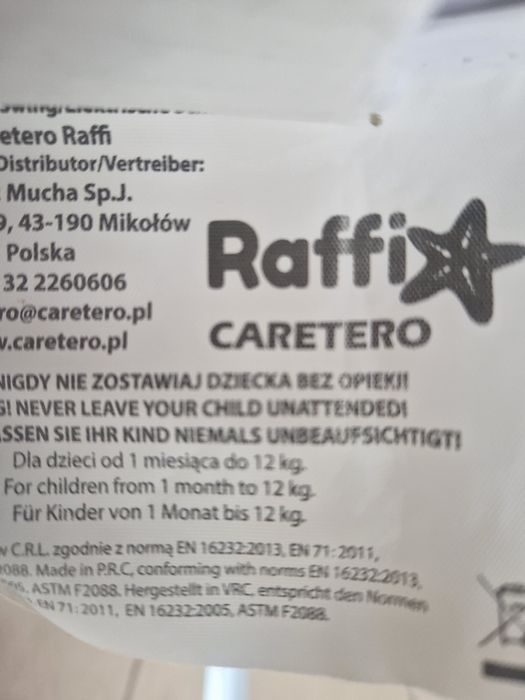 etero Raffi
Distributor/Vertreiber:
Mucha Sp.J.
9, 43-190 Mikołów
Polska
32 2260606
ro@caretero.pl
v.caretero.pl
Raffi
CARETERO
NIGDY NIE ZOSTAWIAJ DZIECKA BEZ OPIEKI!
G! NEVER LEAVE YOUR CHILD UNATTENDED!
SSEN SIE IHR KIND NIEMALS UNBEAUFSICHTIGT!
Dla dzieci od 1 miesiąca do 12 kg.
For children from 1 month to 12 kg.
Für Kinder von 1 Monat bis 12 kg.
w C.R.L. zgodnie z normą EN 16232:2013, EN 71: 2011,
2088. Made in P.R.C, conforming with norms EN 16232:2013,
ASTM F2088. Hergestellt in VRC, entspricht den Normen
EN 71: 2011, EN 16232:2005, ASTM F2088.